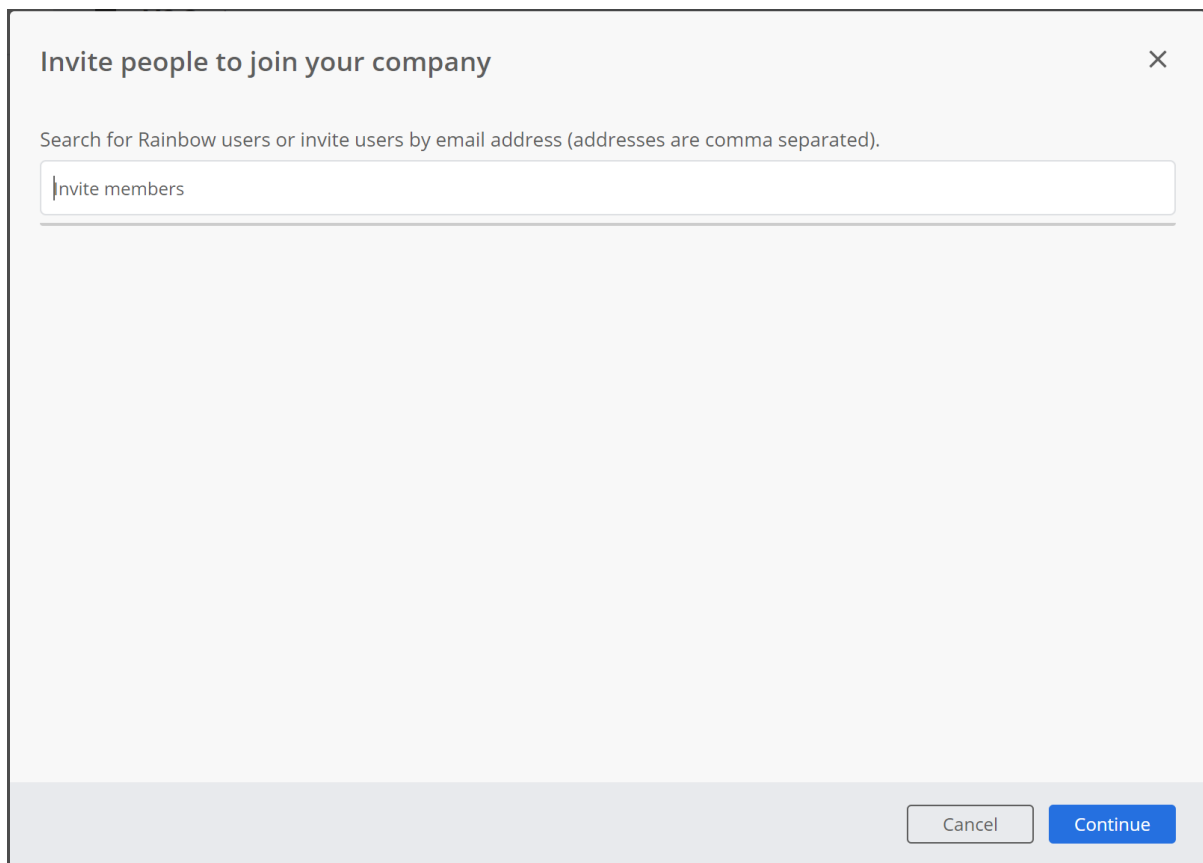 Invite people to join your company
Search for Rainbow users or invite users by email address (addresses are comma separated).
Invite members
Cancel
Continue